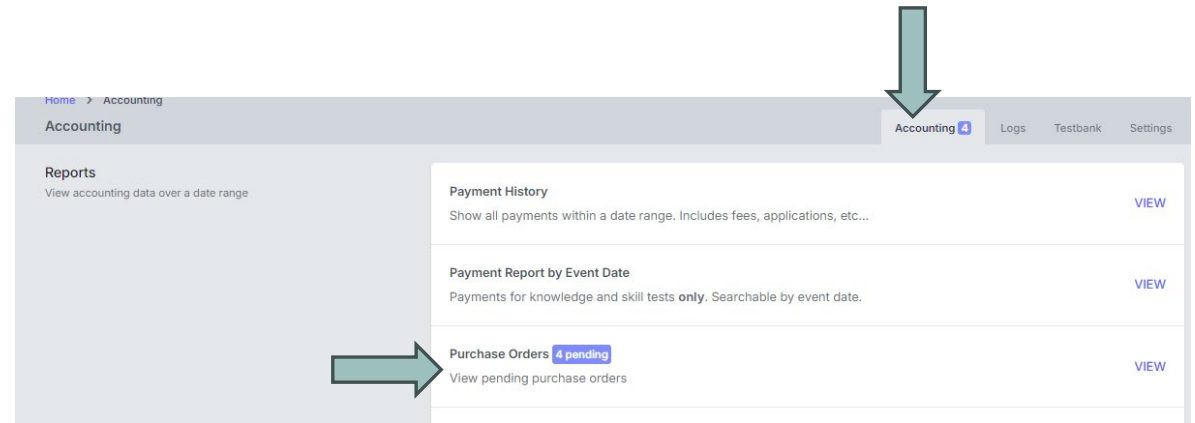 Home > Accounting
Accounting
Accounting 4 Logs Testbank Settings
Reports
View accounting data over a date range
Payment History
Show all payments within a date range. Includes fees, applications, etc...
VIEW
Payment Report by Event Date
Payments for knowledge and skill tests only. Searchable by event date.
VIEW
Purchase Orders 4 pending
View pending purchase orders
VIEW